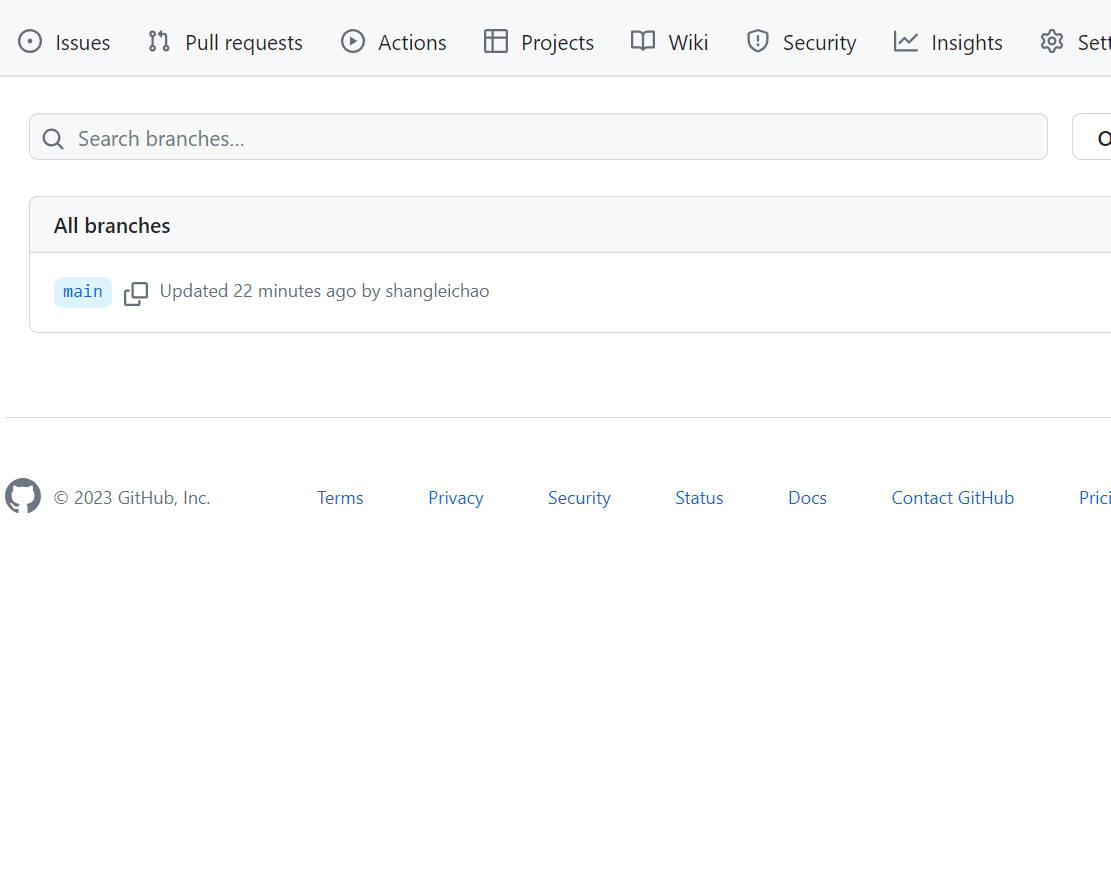 Issues Pull requests Actions Projects Wiki Security Insights Sett
Search branches...
All branches
main Updated 22 minutes ago by shangleichao
© 2023 GitHub, Inc. Terms Privacy Security Status Docs Contact GitHub Prici